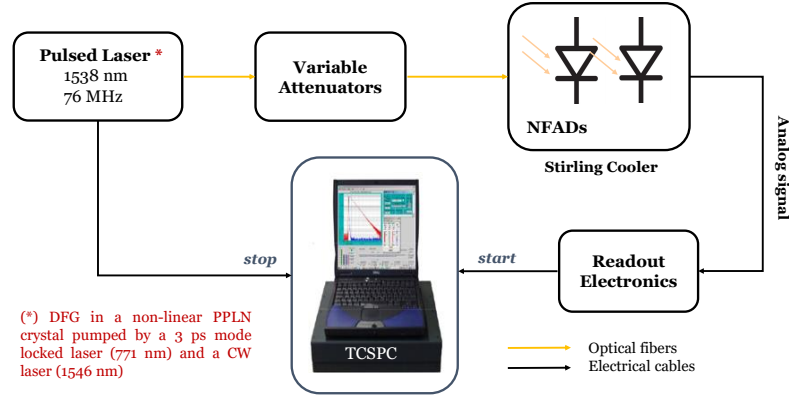 Pulsed Laser *
1538 nm
76 MHz
Variable
Attenuators
NFADs
Stirling Cooler
Analog signal
stop
start
Readout
Electronics
TCSPC
(*) DFG in a non-linear PPLN
crystal pumped by a 3 ps mode
locked laser (771 nm) and a CW
laser (1546 nm)
Optical fibers
Electrical cables